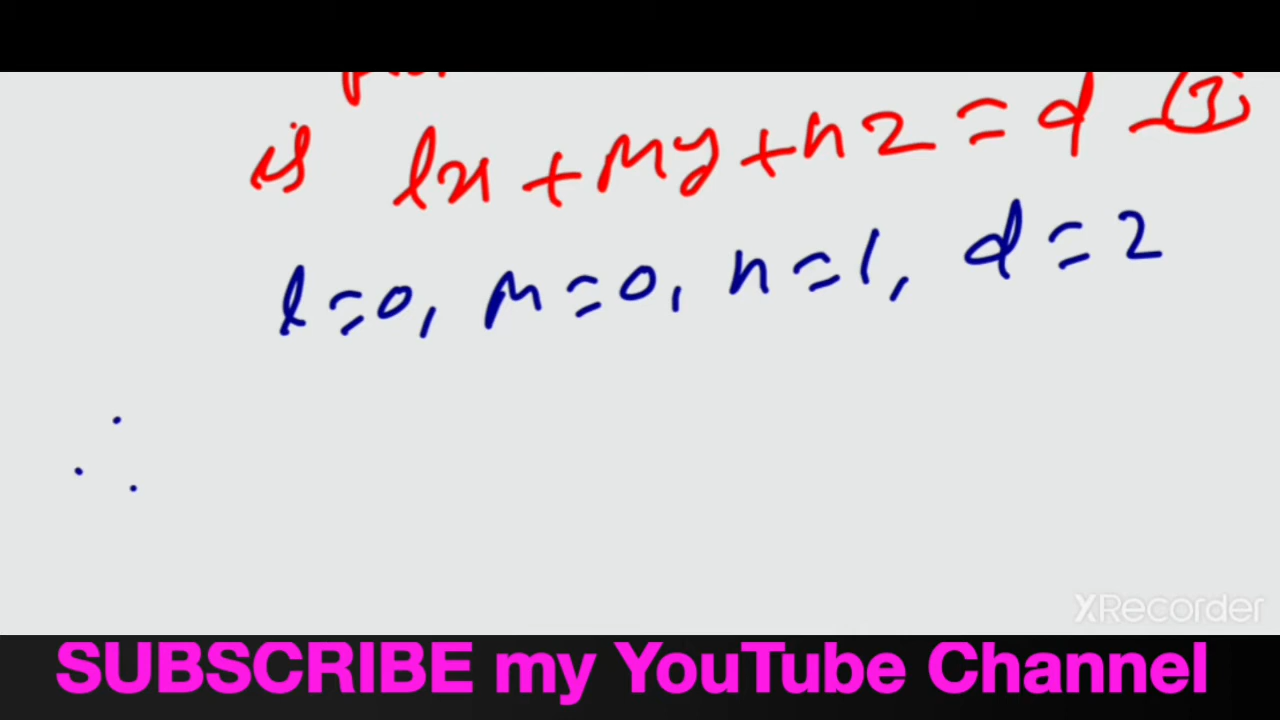 is lx + my + nz = d — (3)
l = 0, m = 0, n = 1, d = 2
∴
XRecorder
SUBSCRIBE my YouTube Channel